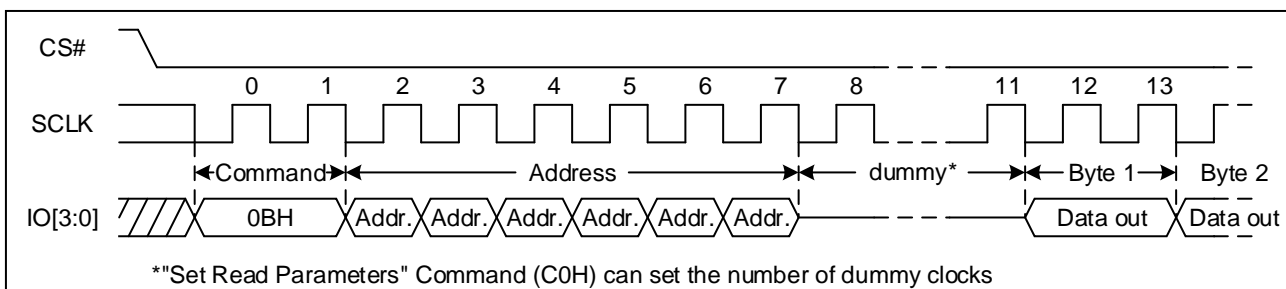 CS#
0 1 2 3 4 5 6 7 8 11 12 13
SCLK
Command Address dummy* Byte 1 Byte 2
IO[3:0] 0BH Addr. Addr. Addr. Addr. Addr. Addr. Data out Data out
*"Set Read Parameters" Command (C0H) can set the number of dummy clocks